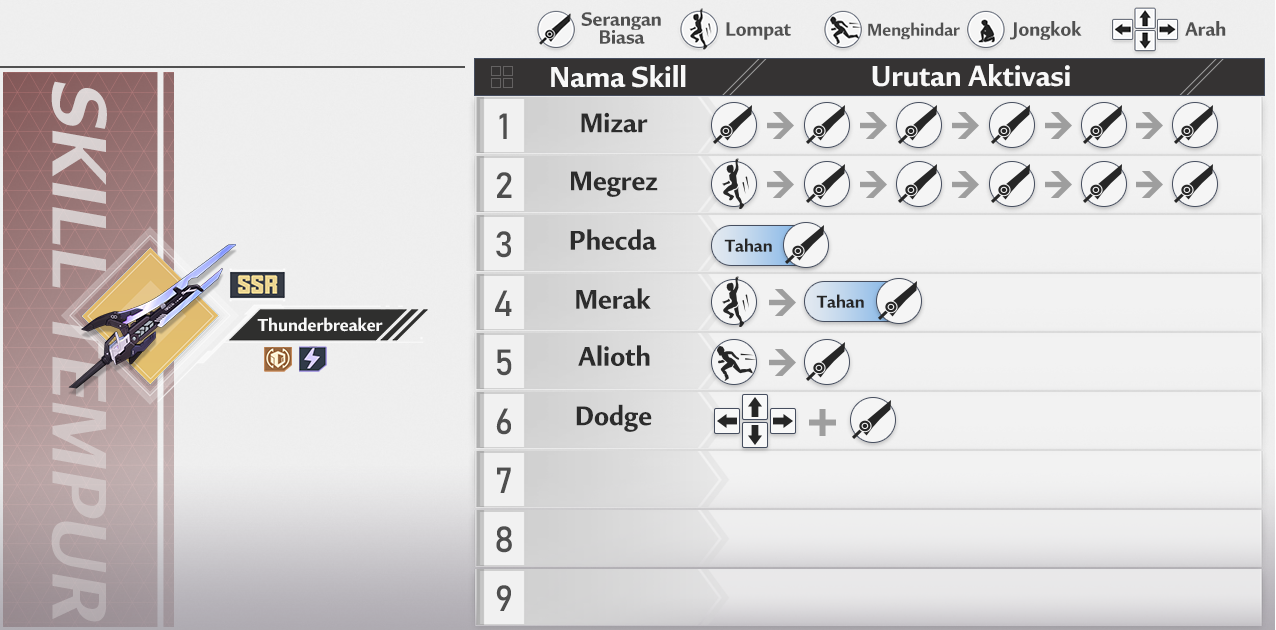 Serangan
Biasa
Lompat
Menghindar
Jongkok
Arah
SKILL TEMPUR
SSR
Thunderbreaker
Nama Skill
Urutan Aktivasi
1 Mizar
2 Megrez
3 Phecda Tahan
4 Merak Tahan
5 Alioth
6 Dodge
7
8
9